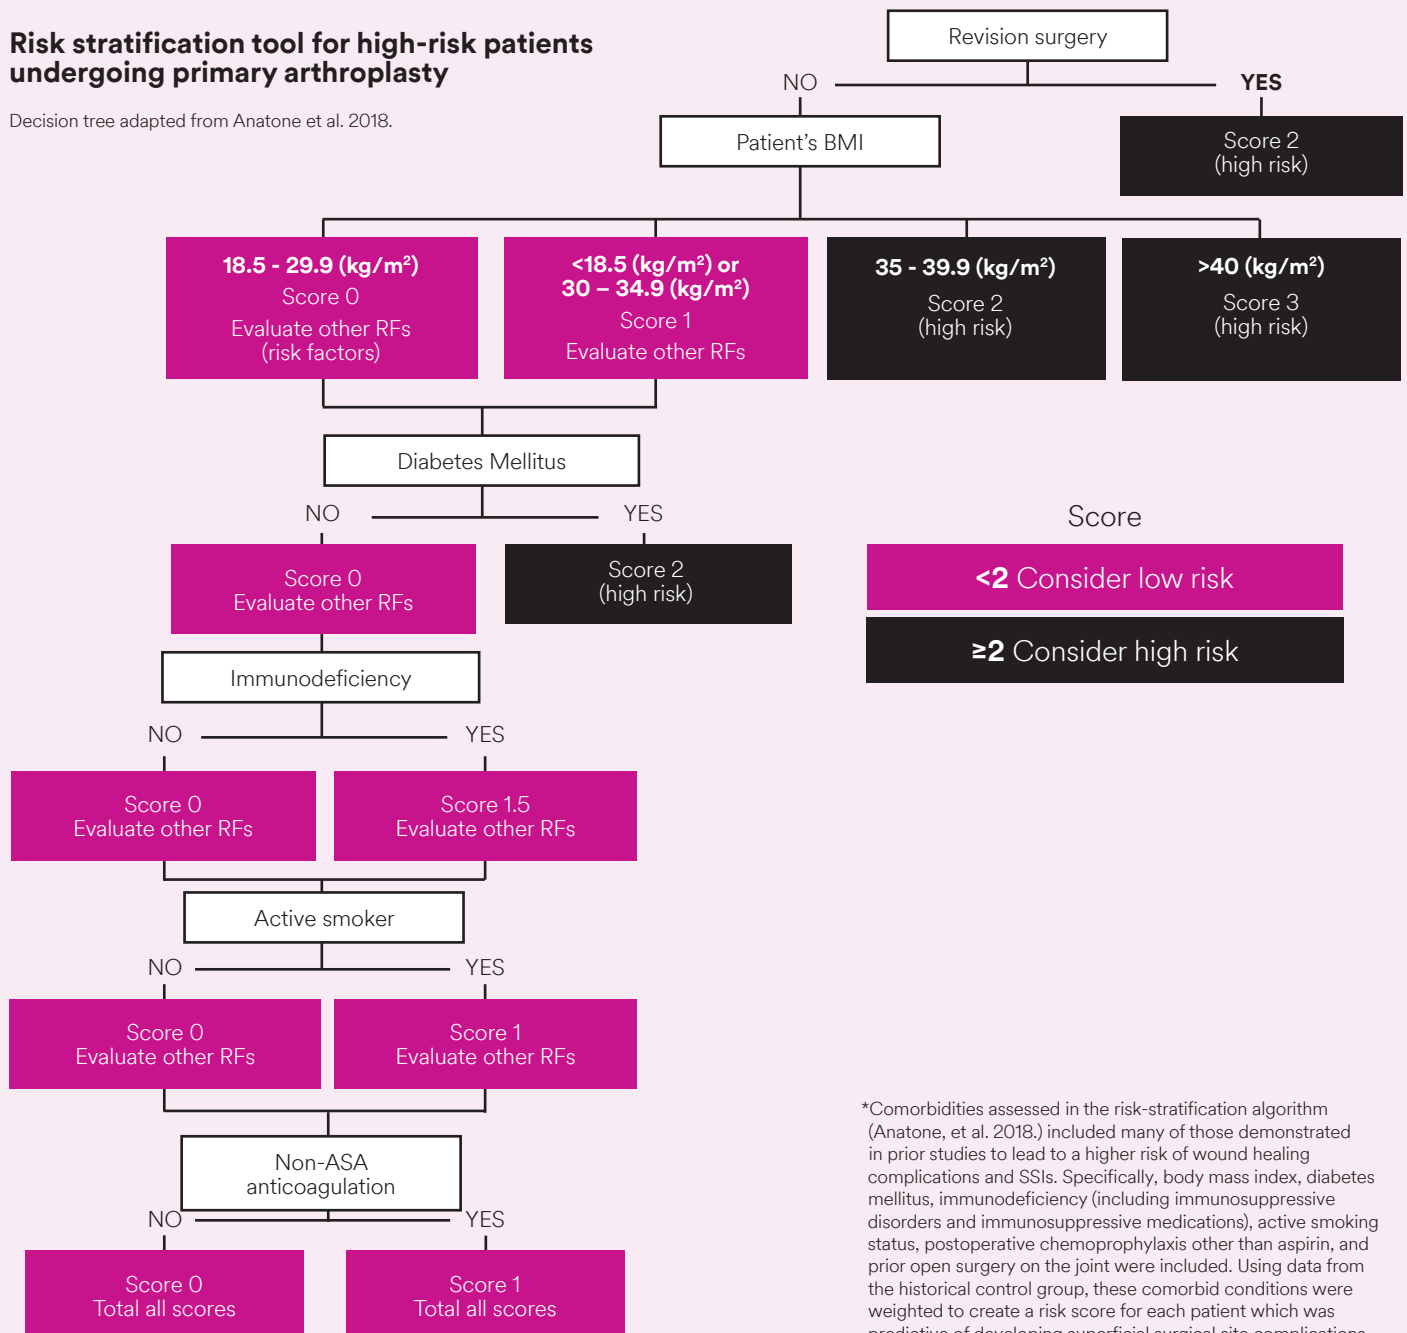 Risk stratification tool for high-risk patients
undergoing primary arthroplasty
Decision tree adapted from Anatone et al. 2018.
Revision surgery
NO
YES
Patient's BMI
Score 2
(high risk)
18.5 - 29.9 (kg/m²)
Score 0
Evaluate other RFs
(risk factors)
<18.5 (kg/m²) or
30 – 34.9 (kg/m²)
Score 1
Evaluate other RFs
35 - 39.9 (kg/m²)
Score 2
(high risk)
>40 (kg/m²)
Score 3
(high risk)
Diabetes Mellitus
NO
YES
Score 0
Evaluate other RFs
Score 2
(high risk)
Score
<2 Consider low risk
≥2 Consider high risk
Immunodeficiency
NO
YES
Score 0
Evaluate other RFs
Score 1.5
Evaluate other RFs
Active smoker
NO
YES
Score 0
Evaluate other RFs
Score 1
Evaluate other RFs
Non-ASA
anticoagulation
NO
YES
Score 0
Total all scores
Score 1
Total all scores
*Comorbidities assessed in the risk-stratification algorithm
(Anatone, et al. 2018.) included many of those demonstrated
in prior studies to lead to a higher risk of wound healing
complications and SSIs. Specifically, body mass index, diabetes
mellitus, immunodeficiency (including immunosuppressive
disorders and immunosuppressive medications), active smoking
status, postoperative chemoprophylaxis other than aspirin, and
prior open surgery on the joint were included. Using data from
the historical control group, these comorbid conditions were
weighted to create a risk score for each patient which was
predictive of developing superficial surgical site complications